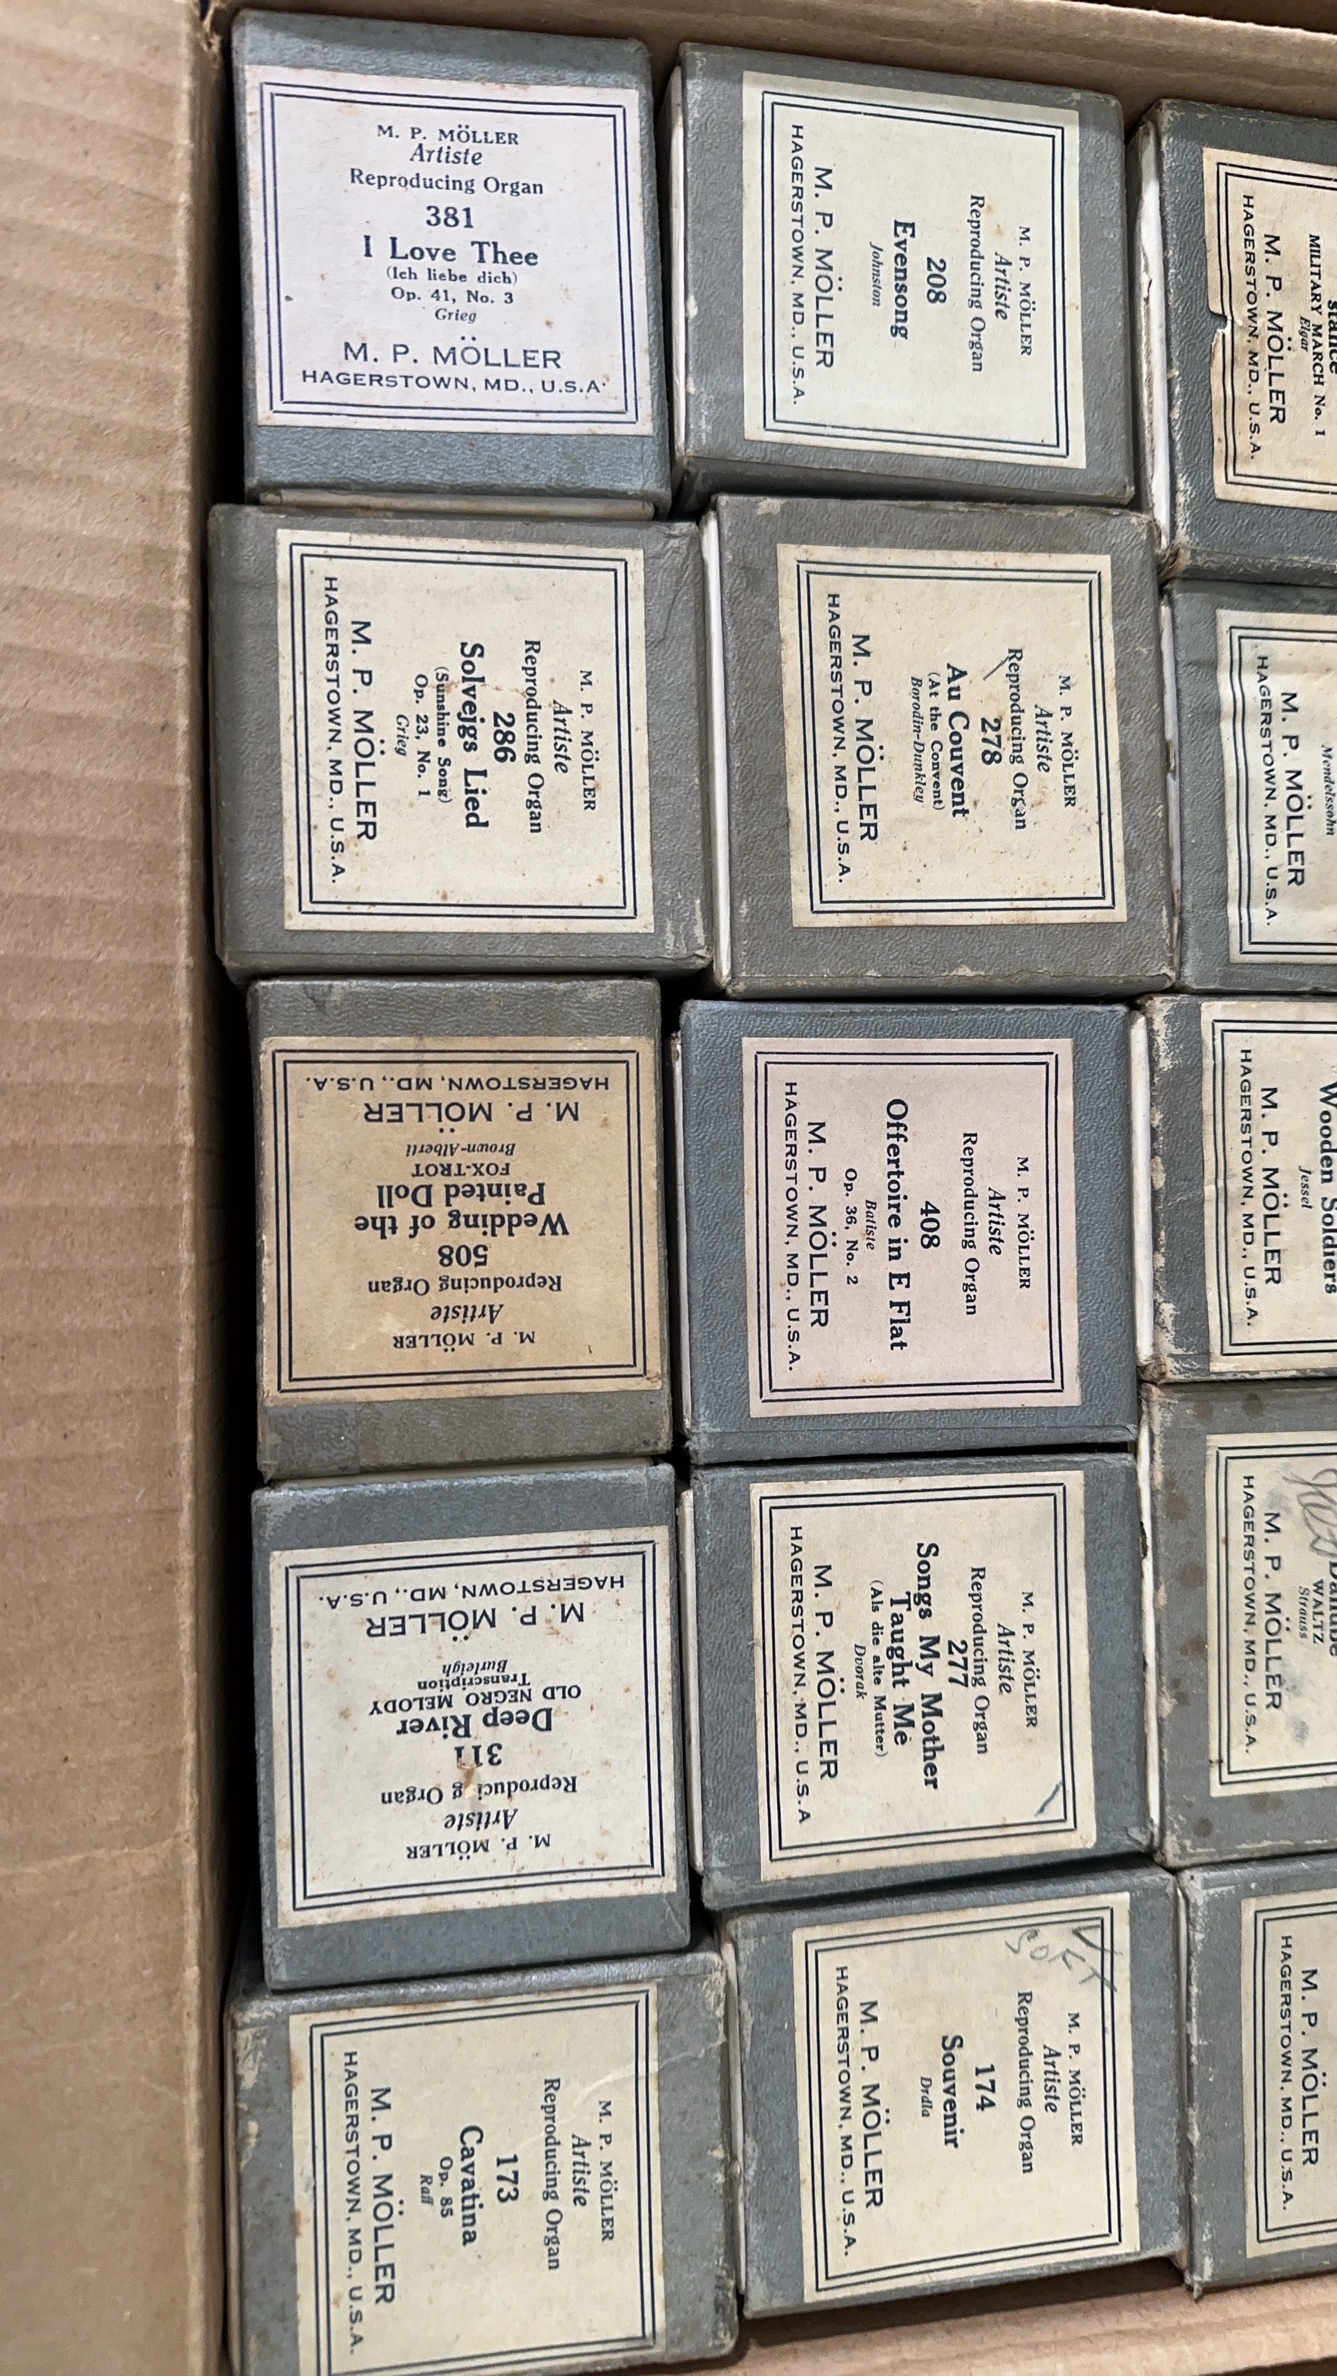 M. P. MÖLLER
Artiste
Reproducing Organ
381
I Love Thee
(Ich liebe dich)
Op. 41, No. 3
Grieg
M. P. MÖLLER
HAGERSTOWN, MD., U.S.A.
M. P. MÖLLER
Artiste
Reproducing Organ
208
Evensong
Johnston
M. P. MÖLLER
HAGERSTOWN, MD., U.S.A.
MILITARY MARCH No. 1
Elgar
M. P. MÖLLER
HAGERSTOWN, MD., U.S.A.
M. P. MÖLLER
Artiste
Reproducing Organ
286
Solvejgs Lied
(Sunshine Song)
Op. 23, No. 1
Grieg
M. P. MÖLLER
HAGERSTOWN, MD., U.S.A.
M. P. MÖLLER
Artiste
Reproducing Organ
278
Au Couvent
(At the Convent)
Borodin-Dunkley
M. P. MÖLLER
HAGERSTOWN, MD., U.S.A.
Mendelssohn
M. P. MÖLLER
HAGERSTOWN, MD., U.S.A.
M. P. MÖLLER
Artiste
Reproducing Organ
508
Wedding of the
Painted Doll
FOX-TROT
Brown-Alberti
M. P. MÖLLER
HAGERSTOWN, MD., U.S.A.
M. P. MÖLLER
Artiste
Reproducing Organ
408
Offertoire in E Flat
Batiste
Op. 36, No. 2
M. P. MÖLLER
HAGERSTOWN, MD., U.S.A.
Wooden Soldiers
Jessel
M. P. MÖLLER
HAGERSTOWN, MD., U.S.A.
M. P. MÖLLER
Artiste
Reproduci g Organ
311
Deep River
OLD NEGRO MELODY
Transcription
Burleigh
M. P. MÖLLER
HAGERSTOWN, MD., U.S.A.
M. P. MÖLLER
Artiste
Reproducing Organ
277
Songs My Mother
Taught Me
(Als die alte Mutter)
Dvorak
M. P. MÖLLER
HAGERSTOWN, MD., U.S.A
WALTZ
Strauss
M. P. MÖLLER
HAGERSTOWN, MD., U.S.A.
M. P. MÖLLER
Artiste
Reproducing Organ
173
Cavatina
Op. 85
Raff
M. P. MÖLLER
HAGERSTOWN, MD., U.S.A.
M. P. MÖLLER
Artiste
Reproducing Organ
174
Souvenir
Drdla
M. P. MÖLLER
HAGERSTOWN, MD., U.S.A.
M. P. MÖLLER
HAGERSTOWN, MD., U.S.A.